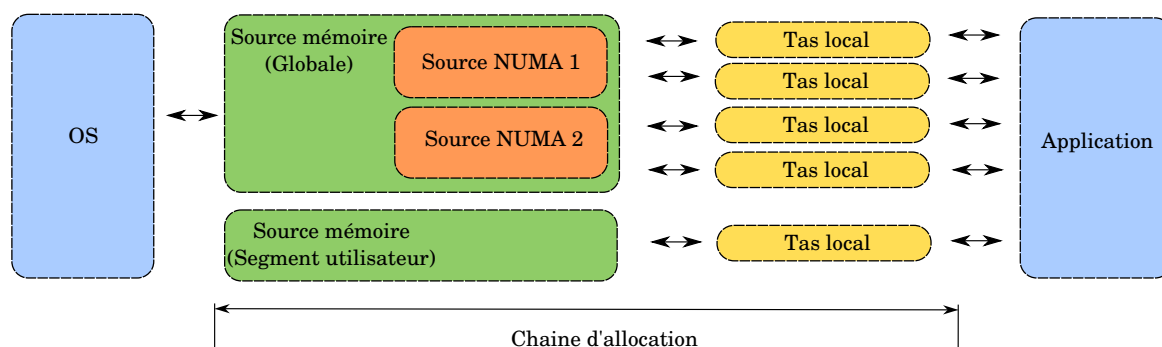 Source mémoire
(Globale)
Source NUMA 1
Source NUMA 2
OS
Tas local
Tas local
Tas local
Tas local
Application
Source mémoire
(Segment utilisateur)
Tas local
Chaine d'allocation